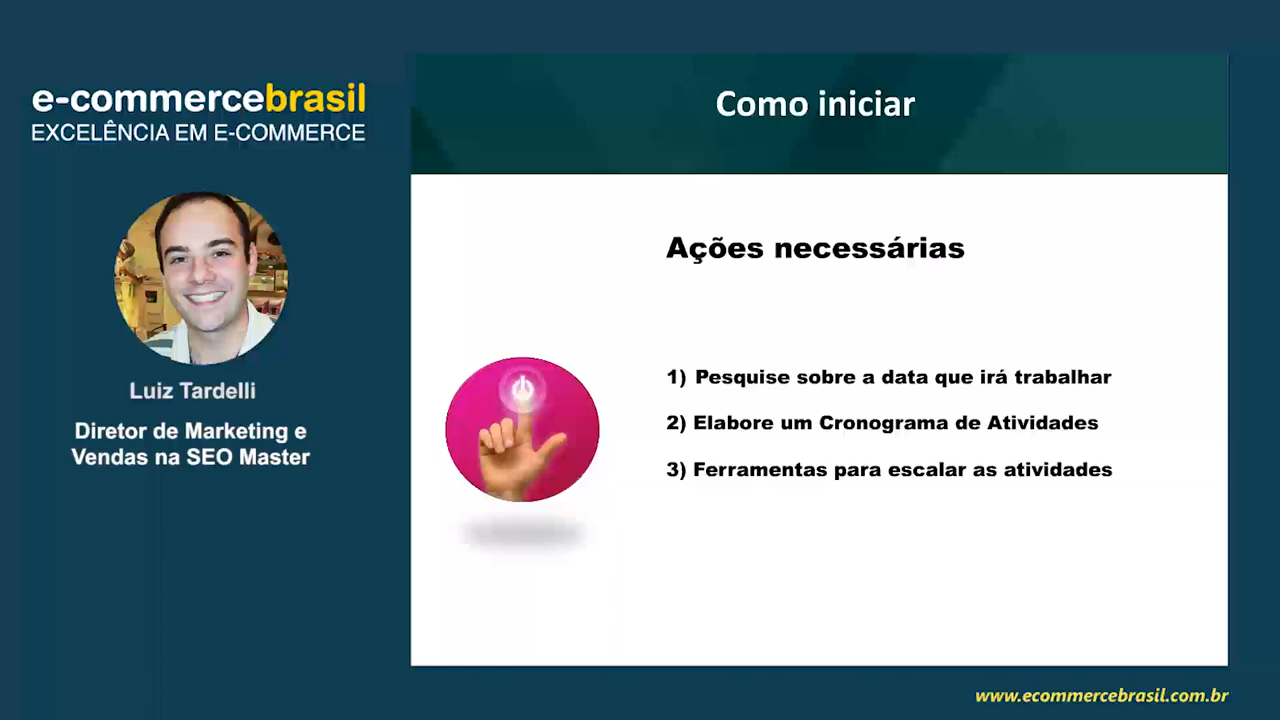 e-commercebrasil
EXCELÊNCIA EM E-COMMERCE
Luiz Tardelli
Diretor de Marketing e
Vendas na SEO Master
Como iniciar
Ações necessárias
1) Pesquise sobre a data que irá trabalhar
2) Elabore um Cronograma de Atividades
3) Ferramentas para escalar as atividades
www.ecommercebrasil.com.br